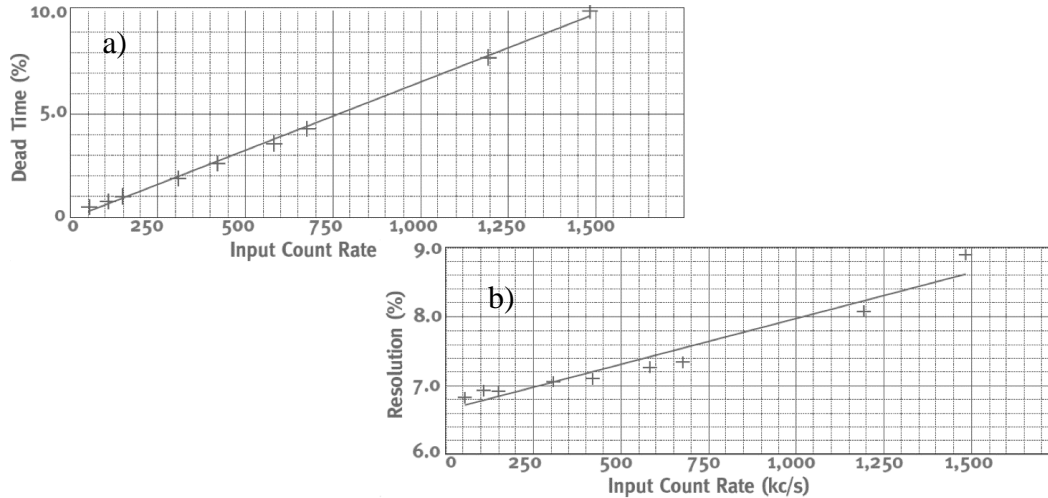 10.0
a)
Dead Time (%)
5.0
0
0 250 500 750 1,000 1,250 1,500
Input Count Rate
9.0
b)
8.0
Resolution (%)
7.0
6.0
0 250 500 750 1,000 1,250 1,500
Input Count Rate (kc/s)